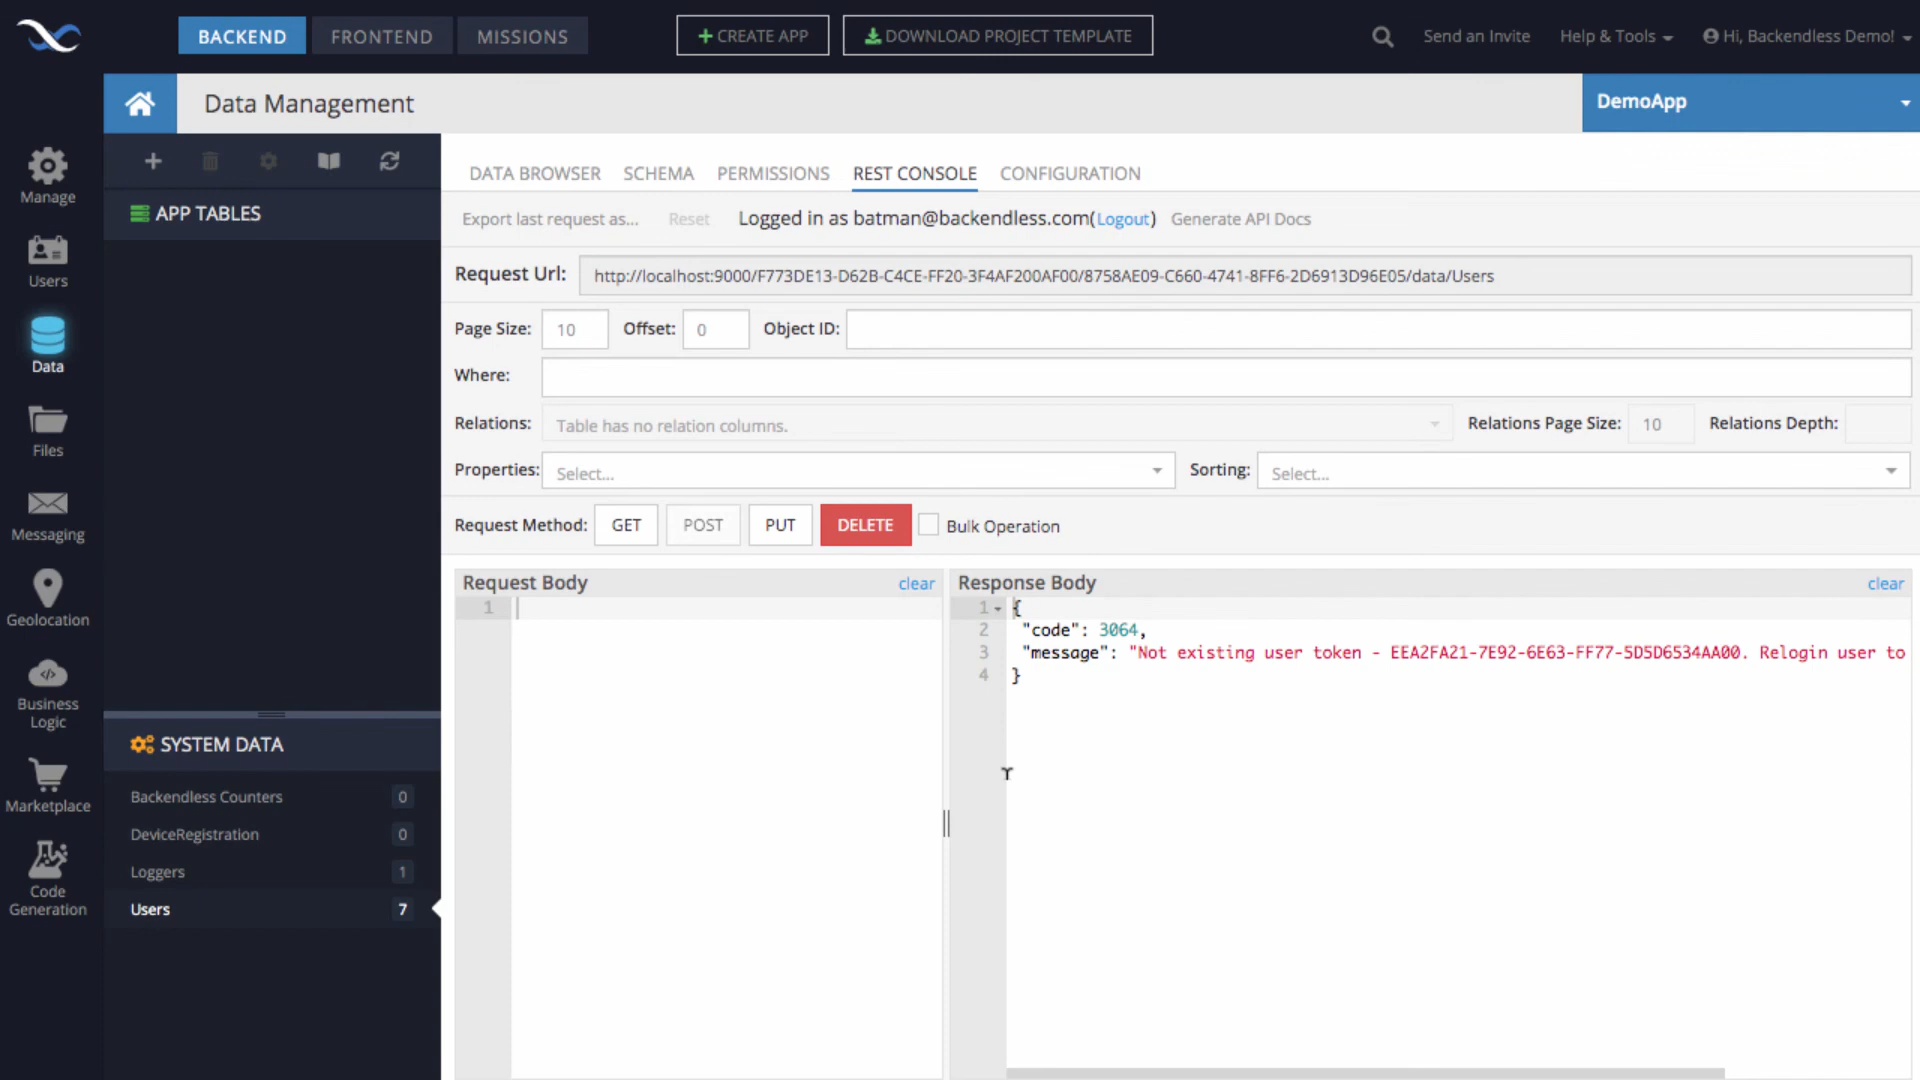 BACKEND FRONTEND MISSIONS + CREATE APP DOWNLOAD PROJECT TEMPLATE Send an Invite Help & Tools Hi, Backendless Demo!
Data Management DemoApp
Manage
Users
Data
Files
Messaging
Geolocation
Business
Logic
Marketplace
Code
Generation
APP TABLES
SYSTEM DATA
Backendless Counters 0
DeviceRegistration 0
Loggers 1
Users 7
DATA BROWSER SCHEMA PERMISSIONS REST CONSOLE CONFIGURATION
Export last request as... Reset Logged in as batman@backendless.com(Logout) Generate API Docs
Request Url: http://localhost:9000/F773DE13-D62B-C4CE-FF20-3F4AF200AF00/8758AE09-C660-4741-8FF6-2D6913D96E05/data/Users
Page Size: 10 Offset: 0 Object ID:
Where:
Relations: Table has no relation columns. Relations Page Size: 10 Relations Depth:
Properties: Select... Sorting: Select...
Request Method: GET POST PUT DELETE Bulk Operation
Request Body clear
1
Response Body clear
1 {
2 "code": 3064,
3 "message": "Not existing user token - EEA2FA21-7E92-6E63-FF77-5D5D6534AA00. Relogin user to
4 }